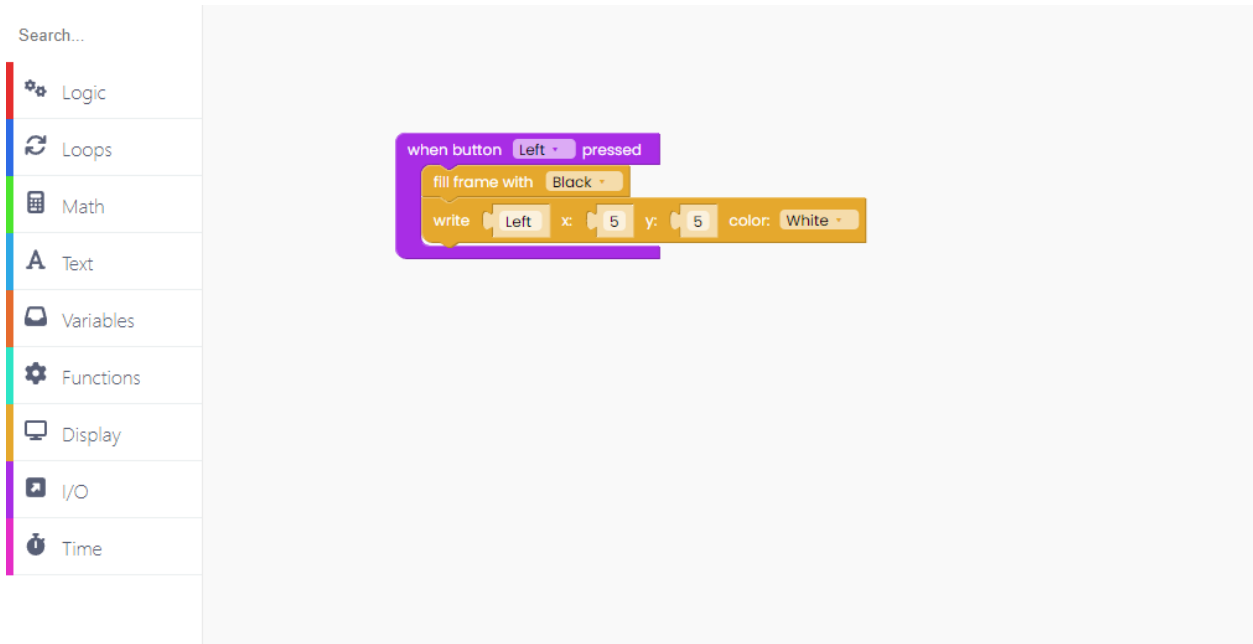 Search...
Logic
Loops
Math
Text
Variables
Functions
Display
I/O
Time
when button Left pressed
fill frame with Black
write Left x: 5 y: 5 color: White